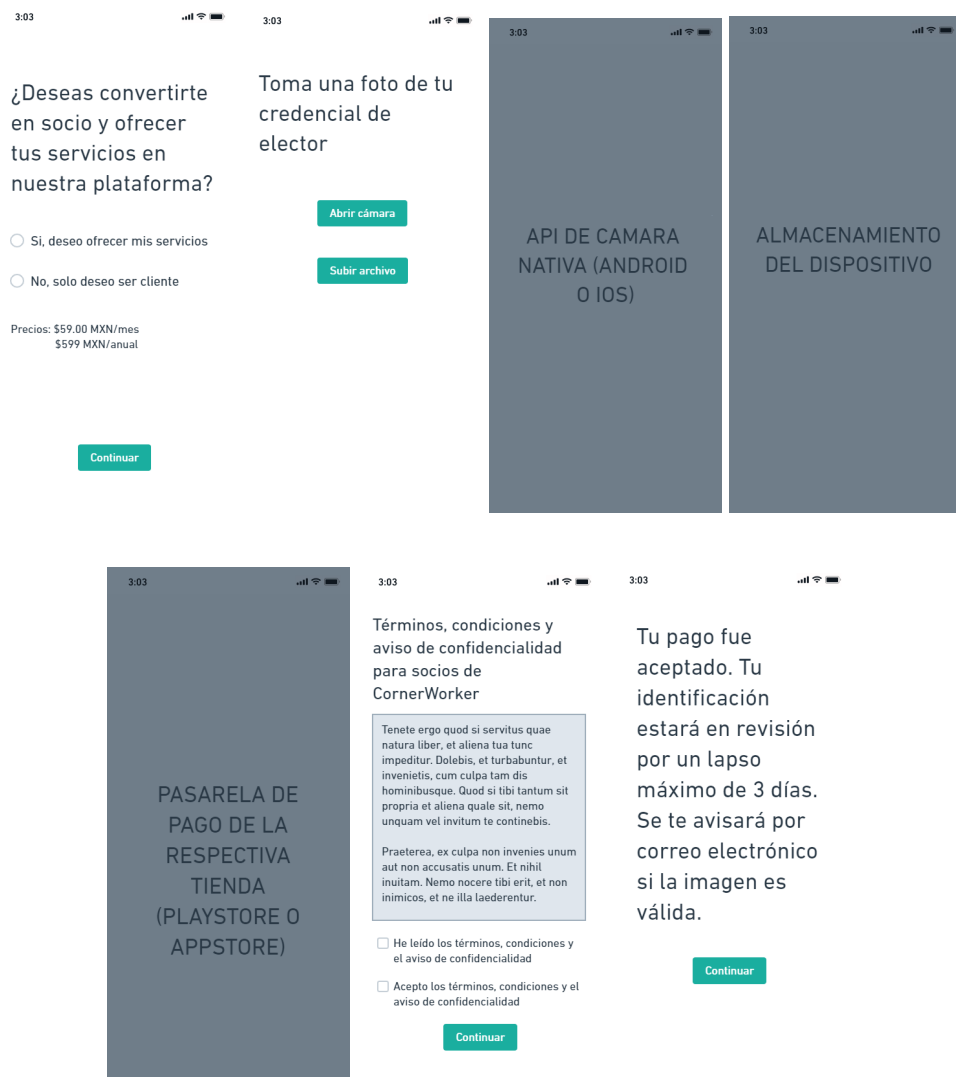 3:03
¿Deseas convertirte
en socio y ofrecer
tus servicios en
nuestra plataforma?
Si, deseo ofrecer mis servicios
No, solo deseo ser cliente
Precios: $59.00 MXN/mes
$599 MXN/anual
Continuar
3:03
Toma una foto de tu
credencial de
elector
Abrir cámara
Subir archivo
3:03
API DE CAMARA
NATIVA (ANDROID
O IOS)
3:03
ALMACENAMIENTO
DEL DISPOSITIVO
3:03
PASARELA DE
PAGO DE LA
RESPECTIVA
TIENDA
(PLAYSTORE O
APPSTORE)
3:03
Términos, condiciones y
aviso de confidencialidad
para socios de
CornerWorker
Tenete ergo quod si servitus quae
natura liber, et aliena tua tunc
impeditur. Dolebis, et turbabuntur, et
invenietis, cum culpa tam dis
hominibusque. Quod si tibi tantum sit
propria et aliena quale sit, nemo
unquam vel invitum te continebis.
Praeterea, ex culpa non invenies unum
aut non accusatis unum. Et nihil
inuitam. Nemo nocere tibi erit, et non
inimicos, et ne illa laederentur.
He leído los términos, condiciones y
el aviso de confidencialidad
Acepto los términos, condiciones y el
aviso de confidencialidad
Continuar
3:03
Tu pago fue
aceptado. Tu
identificación
estará en revisión
por un lapso
máximo de 3 días.
Se te avisará por
correo electrónico
si la imagen es
válida.
Continuar